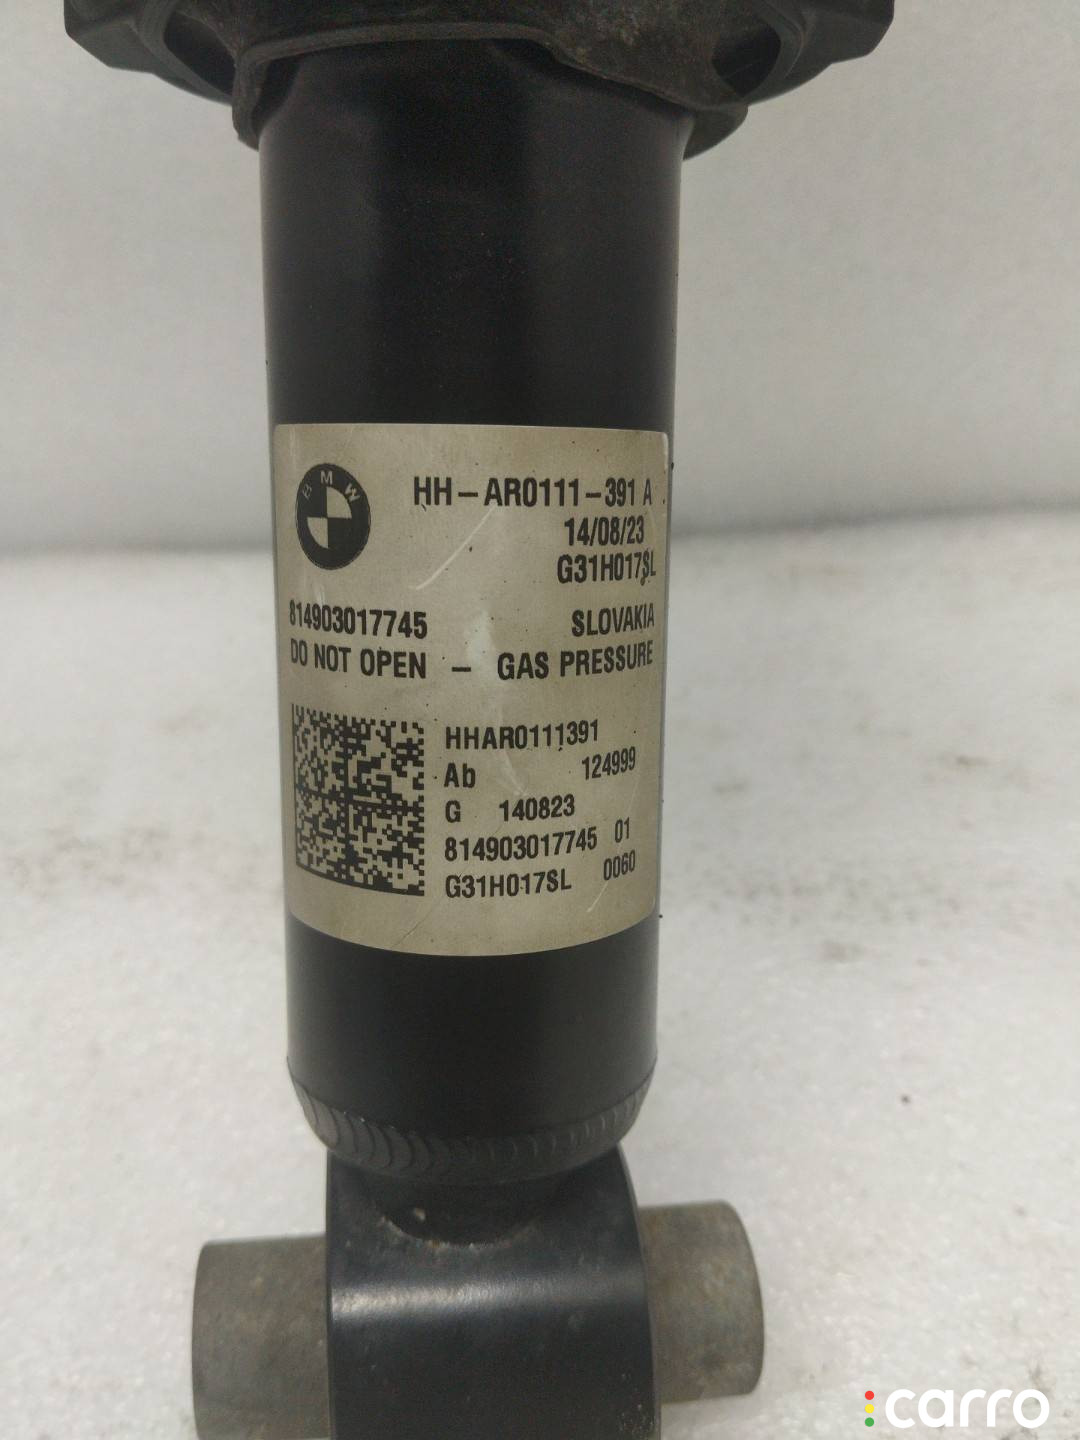 BMW
HH-AR0111-391 A
14/08/23
G31H017SL
814903017745 SLOVAKIA
DO NOT OPEN - GAS PRESSURE
HHAR0111391
Ab 124999
G 140823
814903017745 01
G31H017SL 0060
carro